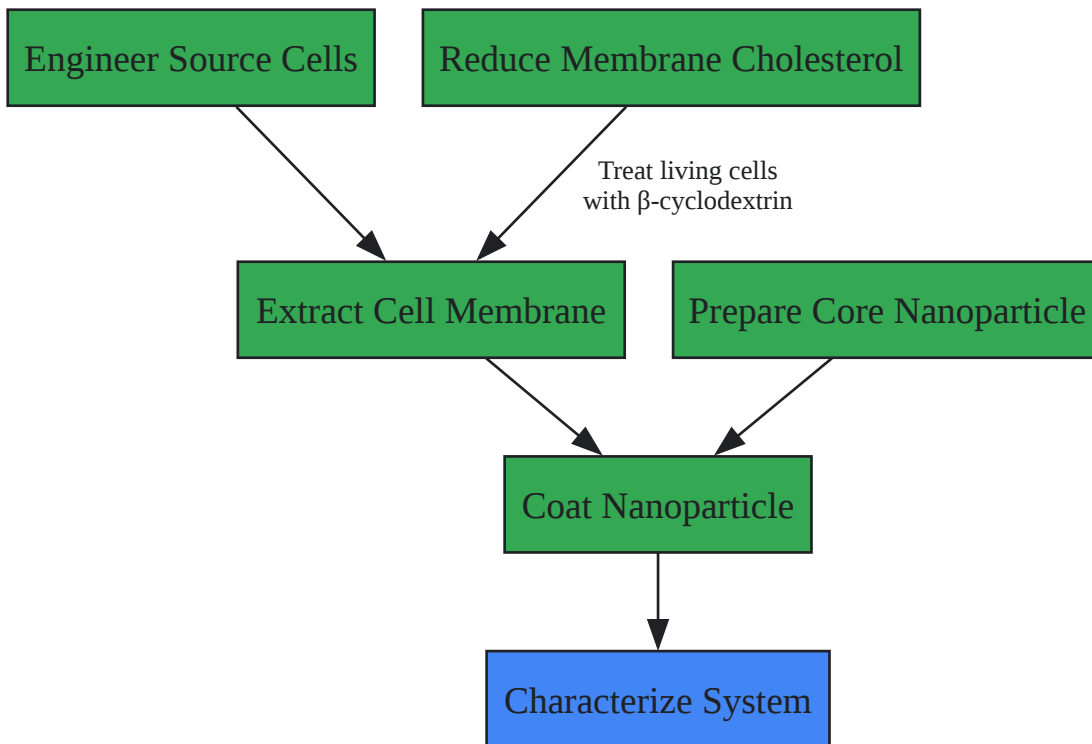 Engineer Source Cells
Reduce Membrane Cholesterol
Treat living cells
with β-cyclodextrin
Extract Cell Membrane
Prepare Core Nanoparticle
Coat Nanoparticle
Characterize System